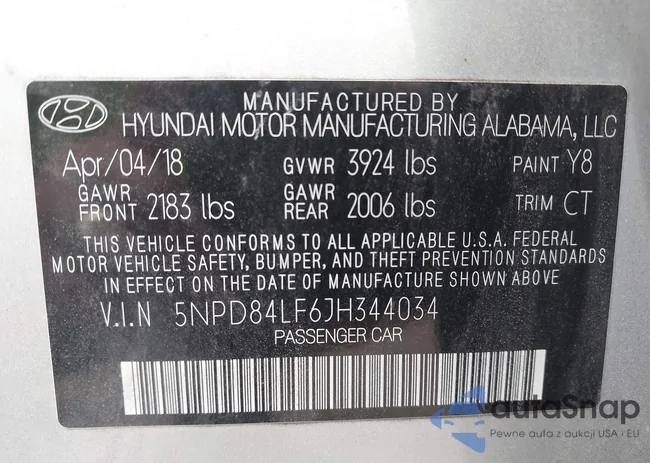 MANUFACTURED BY
HYUNDAI MOTOR MANUFACTURING ALABAMA, LLC
Apr/04/18 GVWR 3924 lbs PAINT Y8
GAWR FRONT 2183 lbs GAWR REAR 2006 lbs TRIM CT
THIS VEHICLE CONFORMS TO ALL APPLICABLE U.S.A. FEDERAL
MOTOR VEHICLE SAFETY, BUMPER, AND THEFT PREVENTION STANDARDS
IN EFFECT ON THE DATE OF MANUFACTURE SHOWN ABOVE
V.I.N 5NPD84LF6JH344034
PASSENGER CAR
autoSnap
Pewne auta z aukcji USA i EU